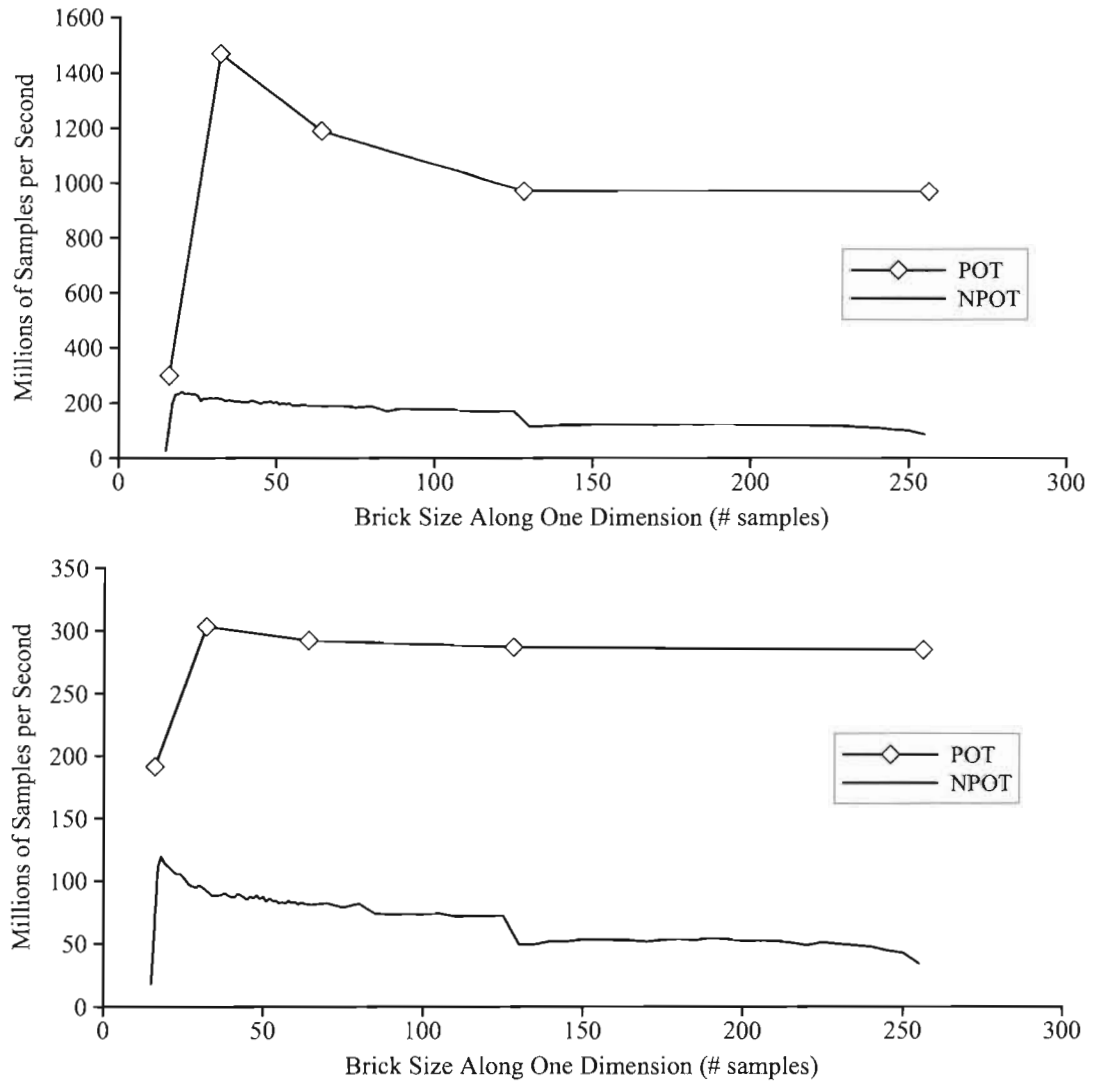 Millions of Samples per Second
1600
1400
1200
1000
800
600
400
200
0
0 50 100 150 200 250 300
Brick Size Along One Dimension (# samples)
POT
NPOT
Millions of Samples per Second
350
300
250
200
150
100
50
0
0 50 100 150 200 250 300
Brick Size Along One Dimension (# samples)
POT
NPOT